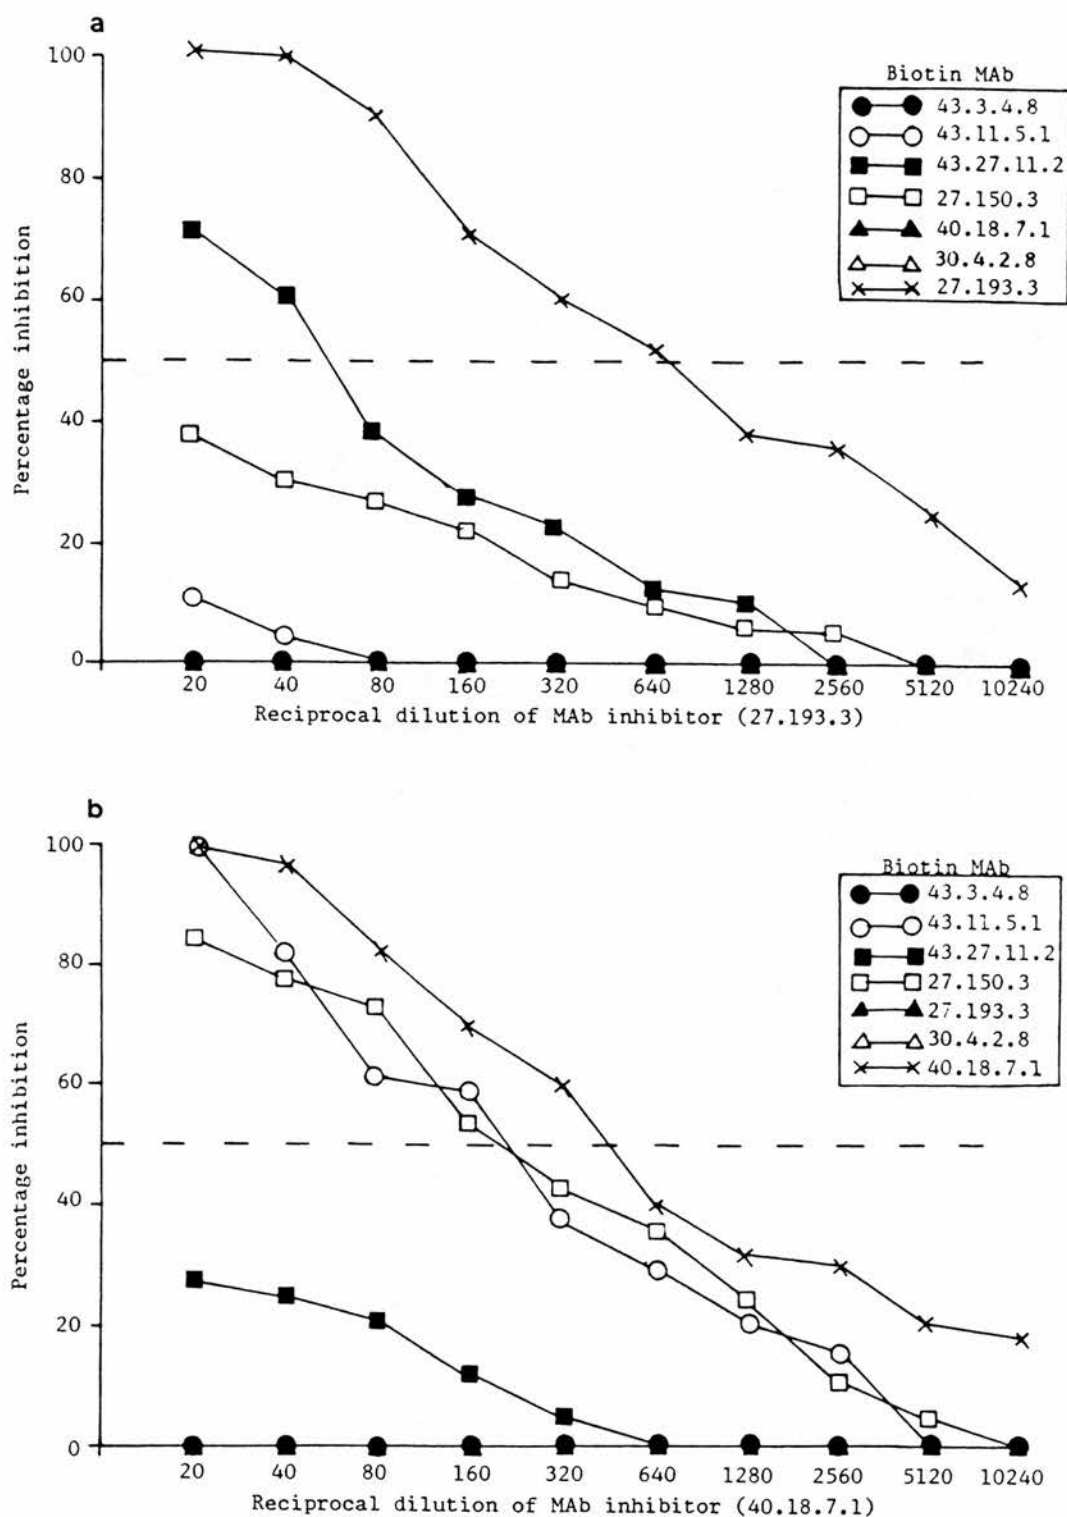 a
100
80
60
40
20
0
Percentage inhibition
Biotin MAb
43.3.4.8
43.11.5.1
43.27.11.2
27.150.3
40.18.7.1
30.4.2.8
27.193.3
20 40 80 160 320 640 1280 2560 5120 10240
Reciprocal dilution of MAb inhibitor (27.193.3)
b
100
80
60
40
20
0
Percentage inhibition
Biotin MAb
43.3.4.8
43.11.5.1
43.27.11.2
27.150.3
27.193.3
30.4.2.8
40.18.7.1
20 40 80 160 320 640 1280 2560 5120 10240
Reciprocal dilution of MAb inhibitor (40.18.7.1)